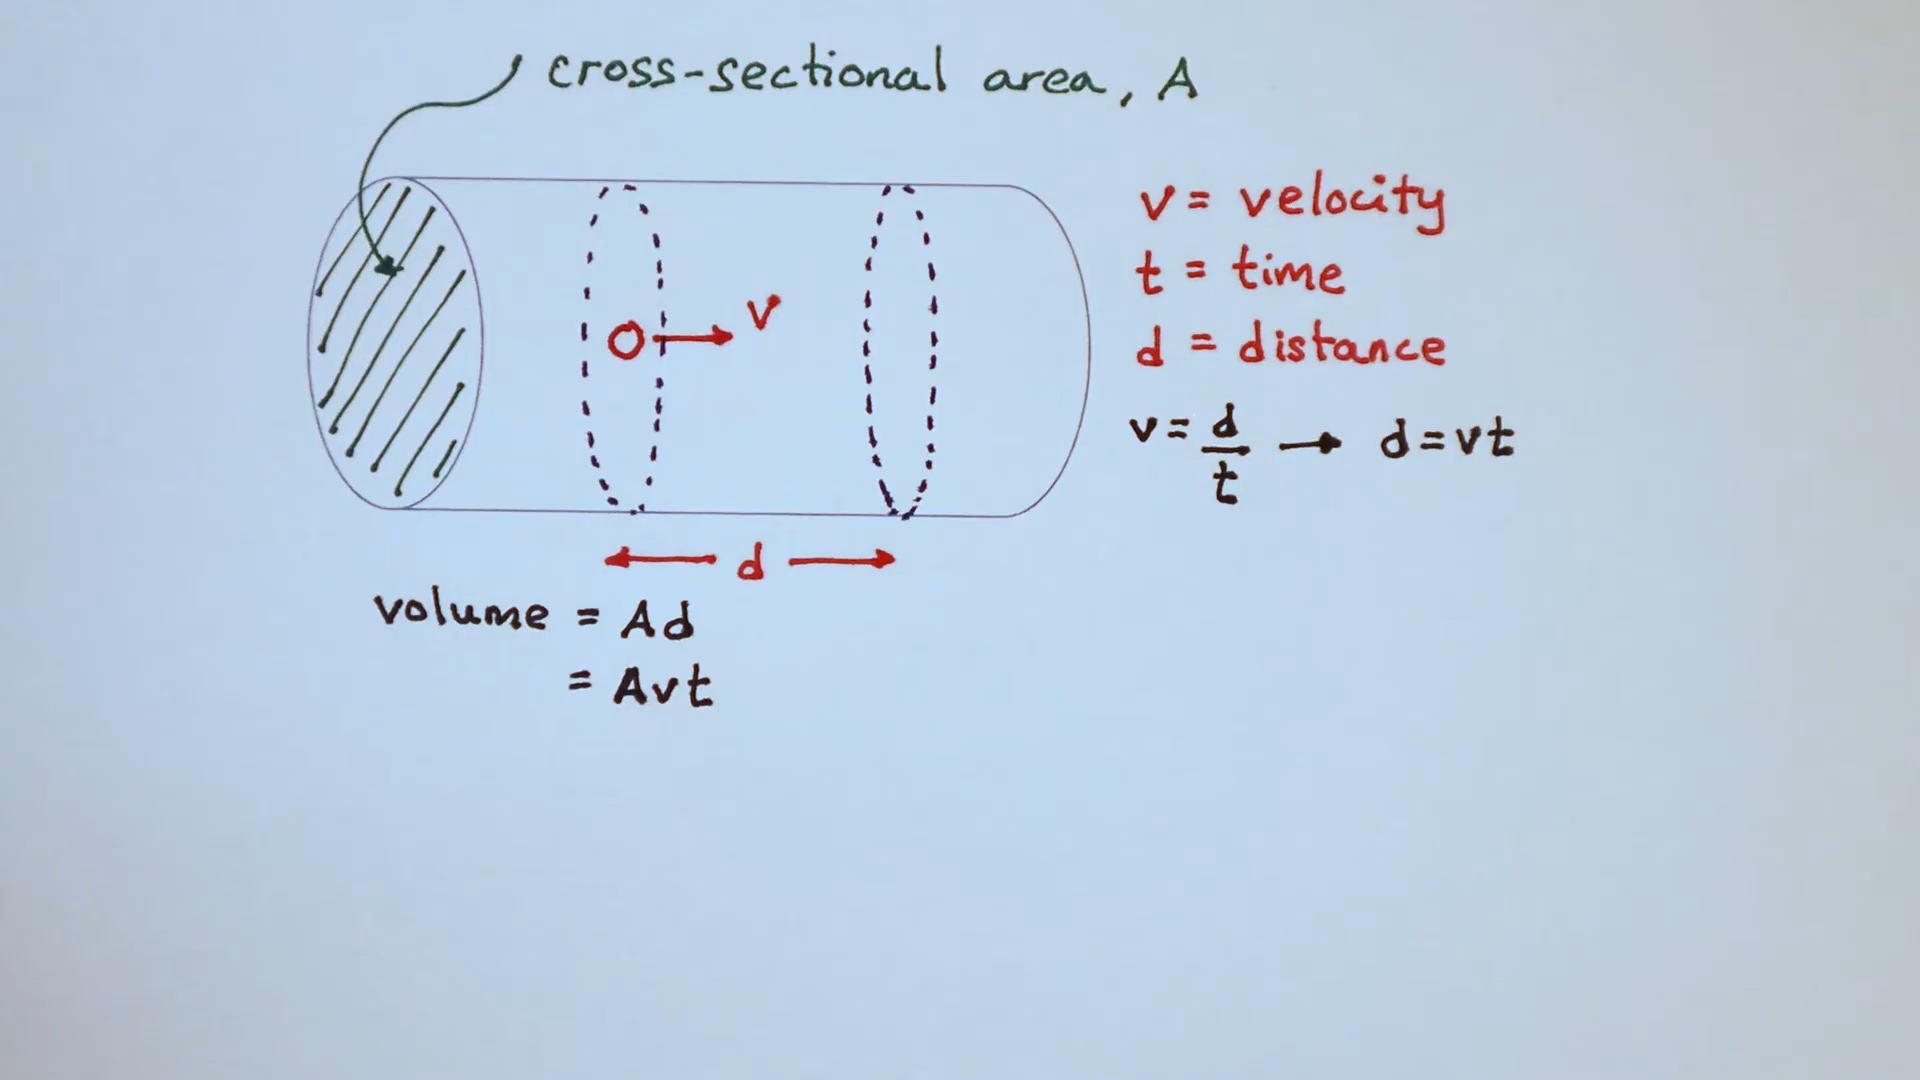 cross-sectional area, A
v = velocity
t = time
d = distance
v
v = d/t → d = vt
d
volume = Ad
= Avt